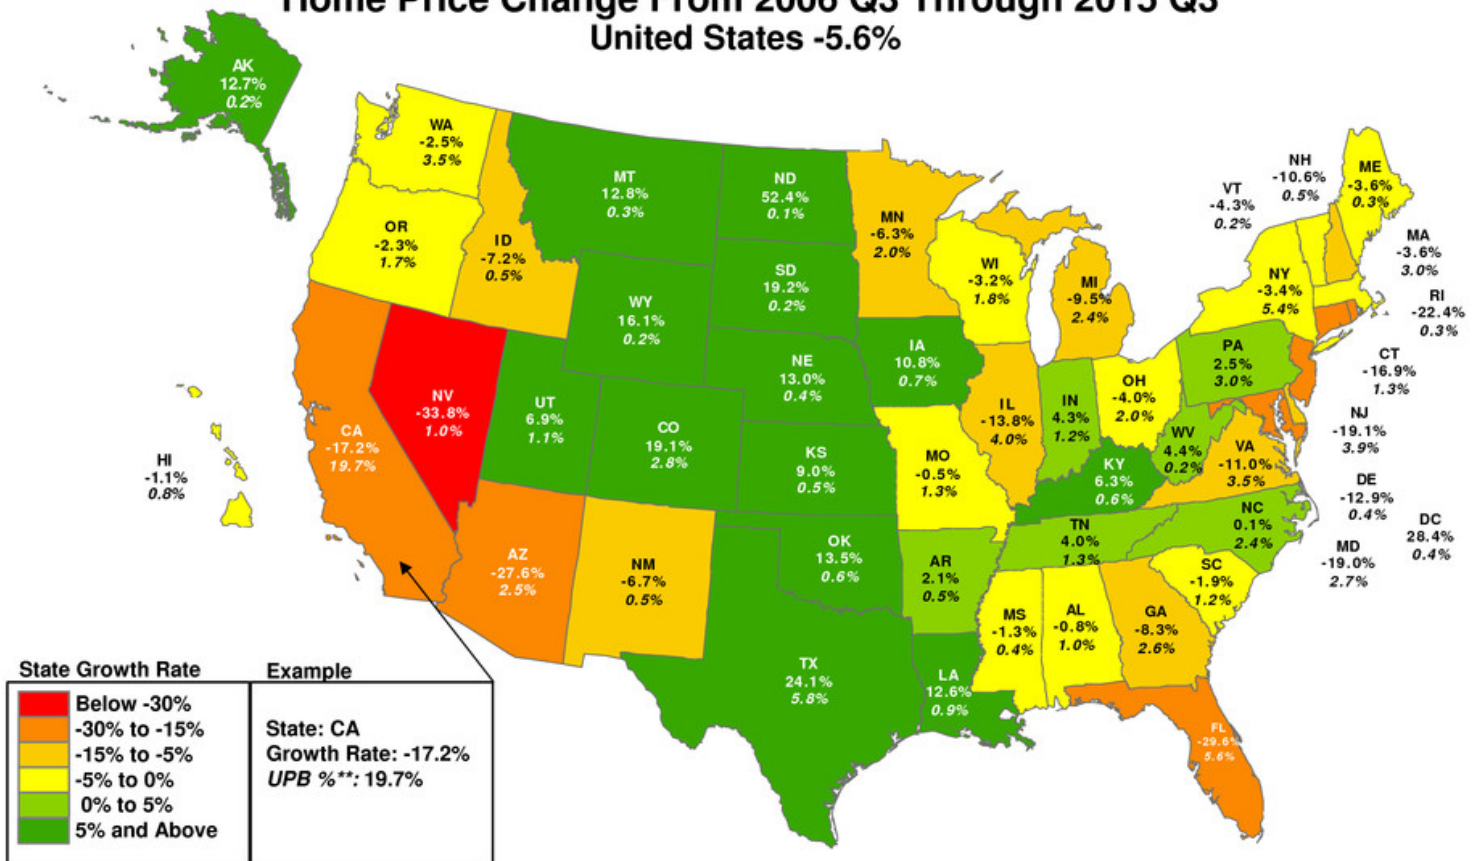 Home Price Change From 2006 Q3 Through 2015 Q3
United States -5.6%
AK
12.7%
0.2%
WA
-2.5%
3.5%
OR
-2.3%
1.7%
ID
-7.2%
0.5%
MT
12.8%
0.3%
ND
52.4%
0.1%
MN
-6.3%
2.0%
WI
-3.2%
1.8%
MI
-9.5%
2.4%
VT
-4.3%
0.2%
NH
-10.6%
0.5%
ME
-3.6%
0.3%
MA
-3.6%
3.0%
NY
-3.4%
5.4%
RI
-22.4%
0.3%
CT
-16.9%
1.3%
NJ
-19.1%
3.9%
DE
-12.9%
0.4%
DC
28.4%
0.4%
MD
-19.0%
2.7%
SD
19.2%
0.2%
WY
16.1%
0.2%
NE
13.0%
0.4%
IA
10.8%
0.7%
PA
2.5%
3.0%
OH
-4.0%
2.0%
IN
4.3%
1.2%
IL
-13.8%
4.0%
NV
-33.8%
1.0%
UT
6.9%
1.1%
CO
19.1%
2.8%
KS
9.0%
0.5%
MO
-0.5%
1.3%
KY
6.3%
0.6%
WV
4.4%
0.2%
VA
-11.0%
3.5%
CA
-17.2%
19.7%
HI
-1.1%
0.8%
AZ
-27.6%
2.5%
NM
-6.7%
0.5%
OK
13.5%
0.6%
AR
2.1%
0.5%
TN
4.0%
1.3%
NC
0.1%
2.4%
SC
-1.9%
1.2%
MS
-1.3%
0.4%
AL
-0.8%
1.0%
GA
-8.3%
2.6%
TX
24.1%
5.8%
LA
12.6%
0.9%
FL
-29.6%
5.6%
State Growth Rate
Below -30%
-30% to -15%
-15% to -5%
-5% to 0%
0% to 5%
5% and Above
Example
State: CA
Growth Rate: -17.2%
UPB %**: 19.7%